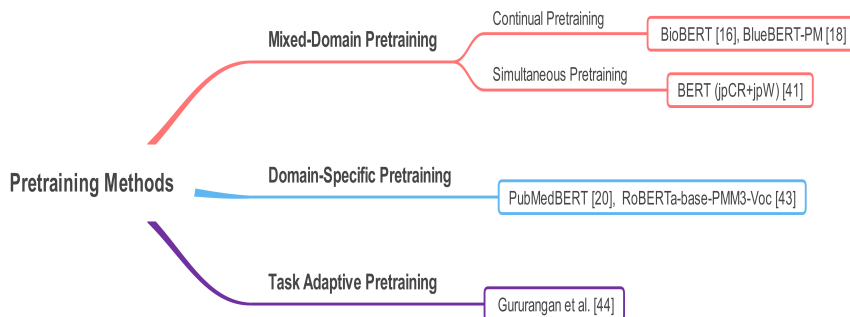 Pretraining Methods
Mixed-Domain Pretraining
Continual Pretraining
BioBERT [16], BlueBERT-PM [18]
Simultaneous Pretraining
BERT (jpCR+jpW) [41]
Domain-Specific Pretraining
PubMedBERT [20], RoBERTa-base-PMM3-Voc [43]
Task Adaptive Pretraining
Gururangan et al. [44]